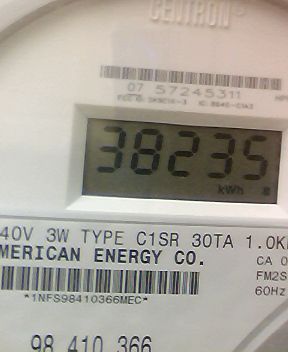 CENTRON®
07 57245311
38235
kWh
40V 3W TYPE C1SR 30TA 1.0K
MERICAN ENERGY CO.
CA 0
FM2S
60Hz
*1NFS98410366MEC*
98 410 366